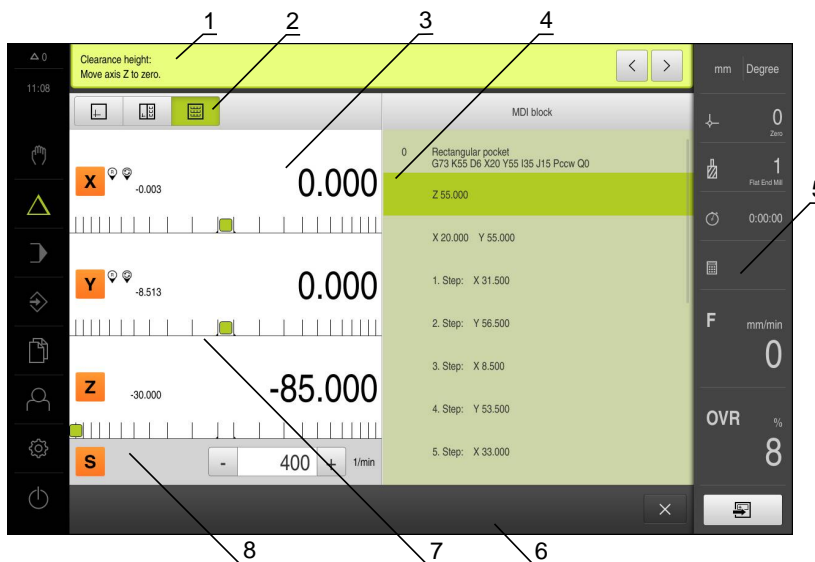 1
2
3
4
5
6
7
8
0
11:08
Clearance height:
Move axis Z to zero.
mm Degree
0
Zero
1
Flat End Mill
0:00:00
F mm/min
0
OVR %
8
X R -0.003 0.000
Y R -8.513 0.000
Z -30.000 -85.000
S - 400 + 1/min
MDI block
0 Rectangular pocket
G73 K55 D6 X20 Y55 I35 J15 Pccw Q0
Z 55.000
X 20.000 Y 55.000
1. Step: X 31.500
2. Step: Y 56.500
3. Step: X 8.500
4. Step: Y 53.500
5. Step: X 33.000